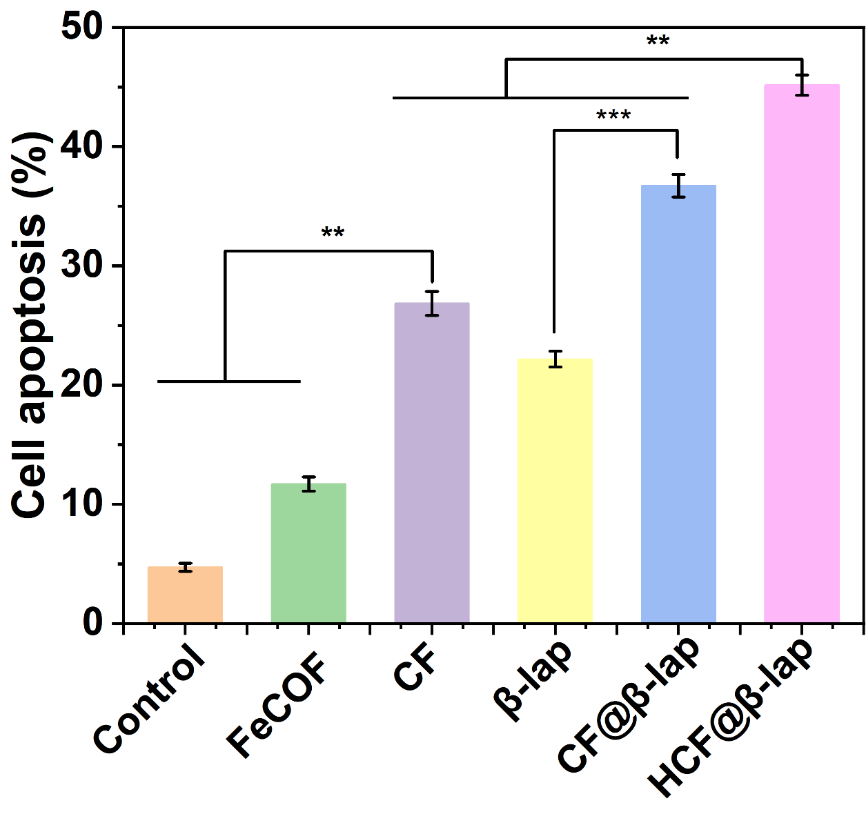 Cell apoptosis (%)
50
40
30
20
10
0
**
***
**
Control
FeCOF
CF
β-lap
CF@β-lap
HCF@β-lap